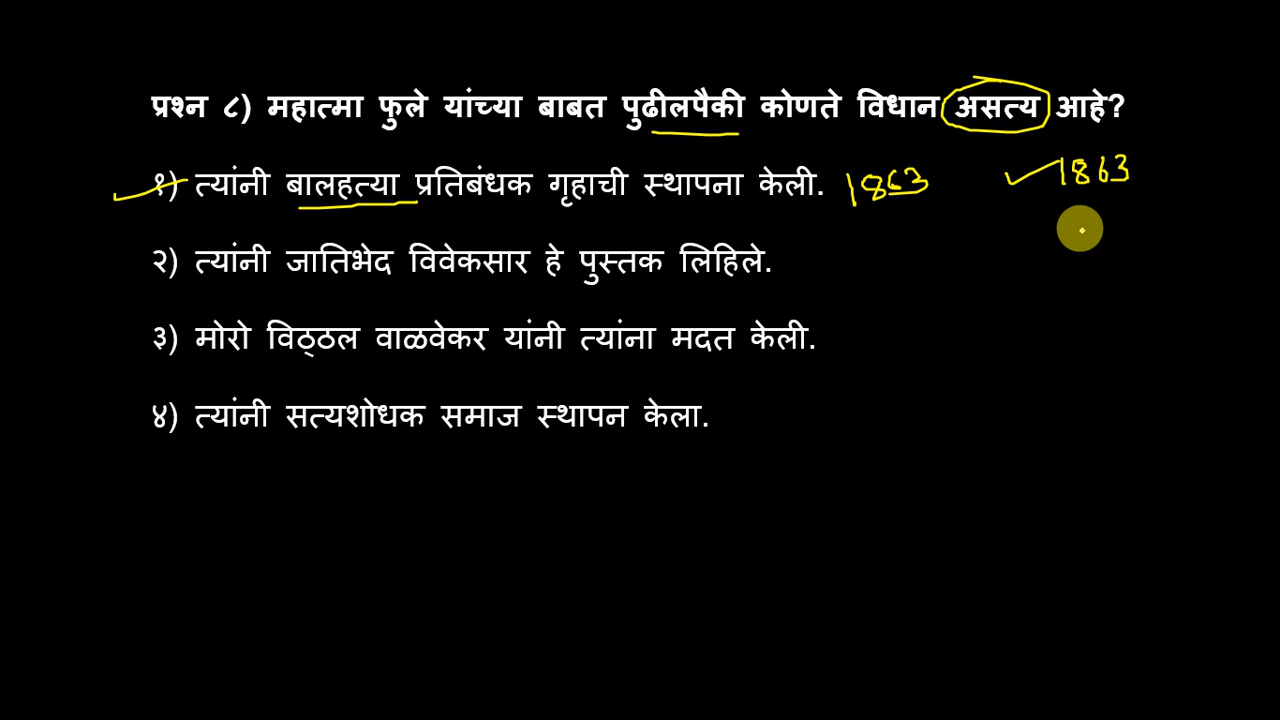 प्रश्न ८) महात्मा फुले यांच्या बाबत पुढीलपैकी कोणते विधान असत्य आहे?
१) त्यांनी बालहत्या प्रतिबंधक गृहाची स्थापना केली. 1863 1863
२) त्यांनी जातिभेद विवेकसार हे पुस्तक लिहिले.
३) मोरो विठ्ठल वाळवेकर यांनी त्यांना मदत केली.
४) त्यांनी सत्यशोधक समाज स्थापन केला.